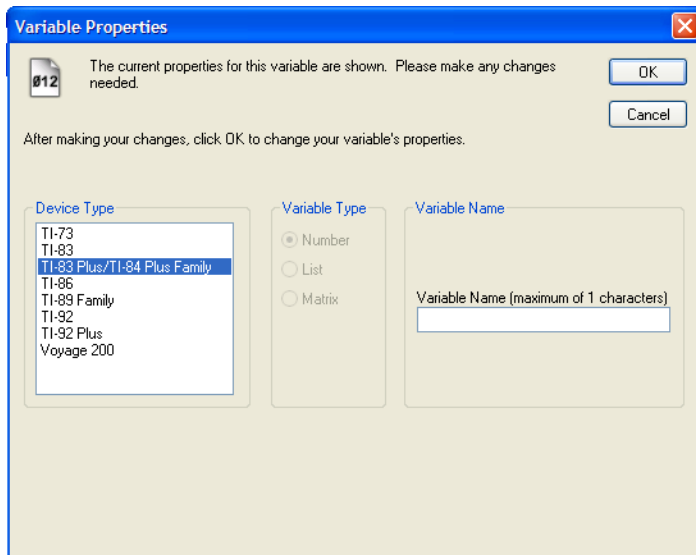 Variable Properties
012
The current properties for this variable are shown. Please make any changes
needed.
OK
Cancel
After making your changes, click OK to change your variable's properties.
Device Type
TI-73
TI-83
TI-83 Plus/TI-84 Plus Family
TI-86
TI-89 Family
TI-92
TI-92 Plus
Voyage 200
Variable Type
Number
List
Matrix
Variable Name
Variable Name (maximum of 1 characters)